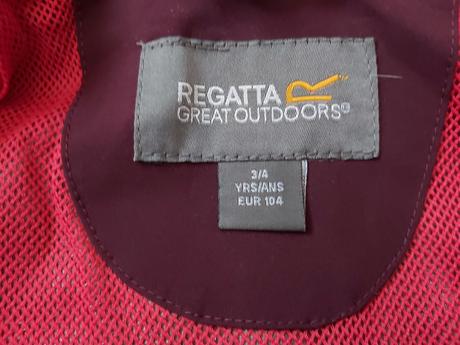 REGATTA
GREAT OUTDOORS
3/4
YRS/ANS
EUR 104